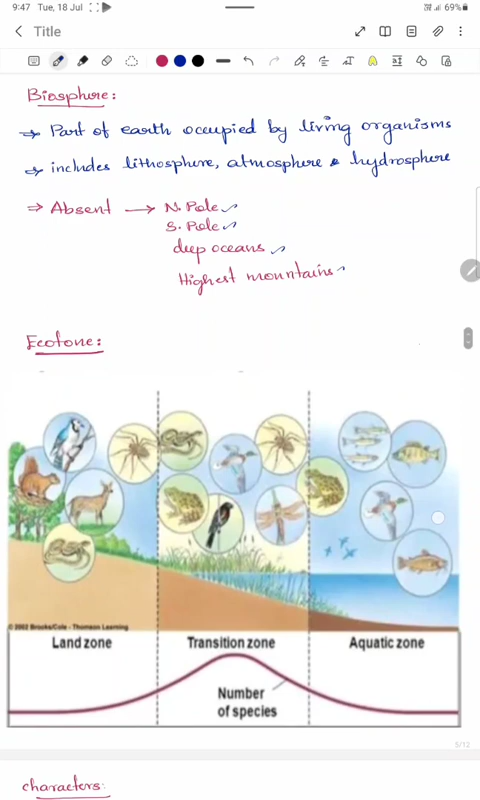 9:47 Tue, 18 Jul
69%
Title
Biosphere:
⇒ Part of earth occupied by living organisms
⇒ includes lithosphere, atmosphere & hydrosphere
⇒ Absent → N. Pole
S. Pole
deep oceans
Highest mountains
Ecotone:
© 2002 Brooks/Cole - Thomson Learning
Land zone Transition zone Aquatic zone
Number
of species
5/12
characters: